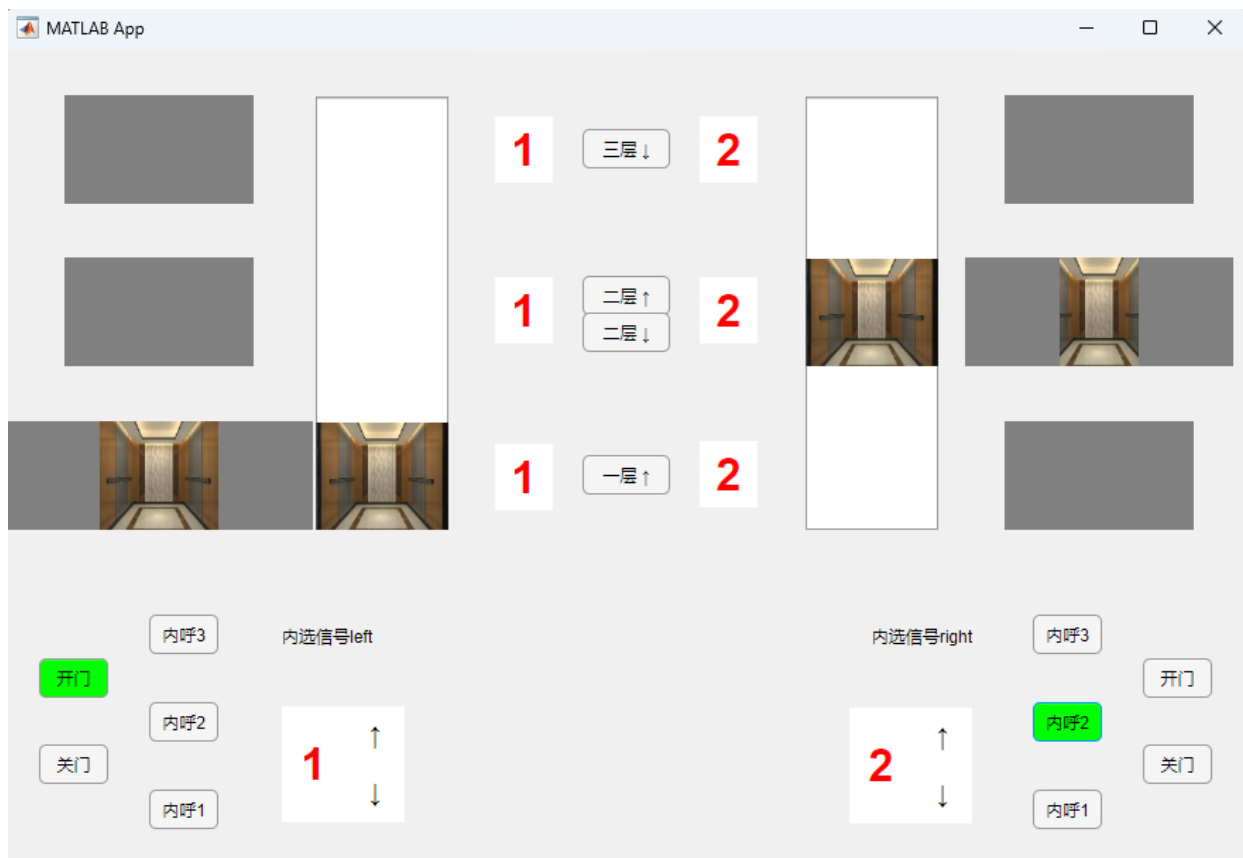 MATLAB App
1 三层↓ 2
1 二层↑ 2
二层↓
1 一层↑ 2
内呼3 内选信号left 内选信号right 内呼3
开门 开门
内呼2 ↑ ↑ 内呼2
关门 1 2 关门
内呼1 ↓ ↓ 内呼1